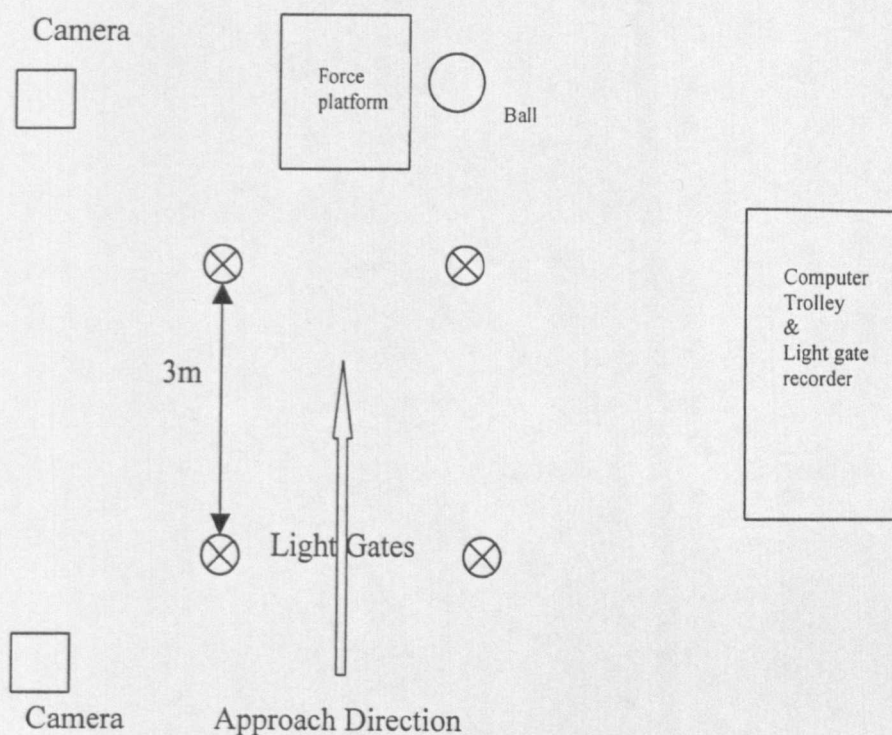 Camera
Force
platform
Ball
Computer
Trolley
&
Light gate
recorder
3m
Light Gates
Camera
Approach Direction